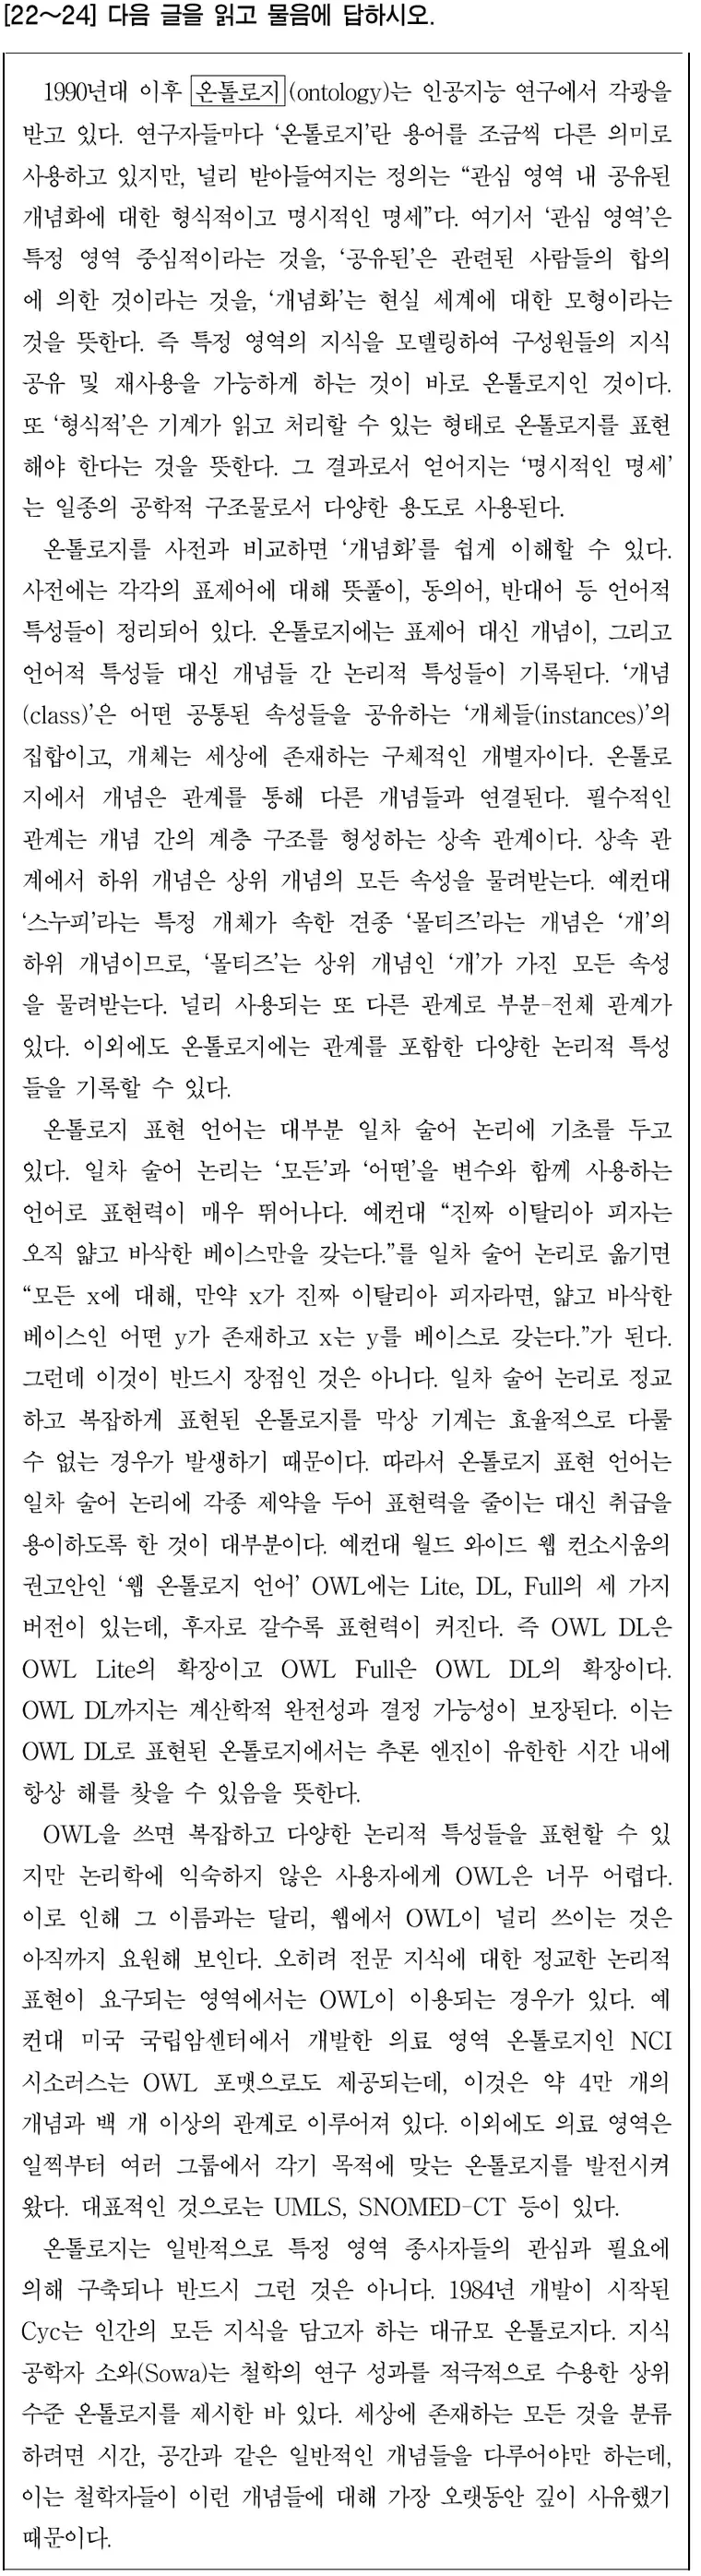 [22～24] 다음 글을 읽고 물음에 답하시오.
1990년대 이후 온톨로지(ontology)는 인공지능 연구에서 각광을
받고 있다. 연구자들마다 ‘온톨로지’란 용어를 조금씩 다른 의미로
사용하고 있지만, 널리 받아들여지는 정의는 “관심 영역 내 공유된
개념화에 대한 형식적이고 명시적인 명세”다. 여기서 ‘관심 영역’은
특정 영역 중심적이라는 것을, ‘공유된’은 관련된 사람들의 합의
에 의한 것이라는 것을, ‘개념화’는 현실 세계에 대한 모형이라는
것을 뜻한다. 즉 특정 영역의 지식을 모델링하여 구성원들의 지식
공유 및 재사용을 가능하게 하는 것이 바로 온톨로지인 것이다.
또 ‘형식적’은 기계가 읽고 처리할 수 있는 형태로 온톨로지를 표현
해야 한다는 것을 뜻한다. 그 결과로서 얻어지는 ‘명시적인 명세’
는 일종의 공학적 구조물로서 다양한 용도로 사용된다.
온톨로지를 사전과 비교하면 ‘개념화’를 쉽게 이해할 수 있다.
사전에는 각각의 표제어에 대해 뜻풀이, 동의어, 반대어 등 언어적
특성들이 정리되어 있다. 온톨로지에는 표제어 대신 개념이, 그리고
언어적 특성들 대신 개념들 간 논리적 특성들이 기록된다. ‘개념
(class)’은 어떤 공통된 속성들을 공유하는 ‘개체들(instances)’의
집합이고, 개체는 세상에 존재하는 구체적인 개별자이다. 온톨로
지에서 개념은 관계를 통해 다른 개념들과 연결된다. 필수적인
관계는 개념 간의 계층 구조를 형성하는 상속 관계이다. 상속 관
계에서 하위 개념은 상위 개념의 모든 속성을 물려받는다. 예컨대
‘스누피’라는 특정 개체가 속한 견종 ‘몰티즈’라는 개념은 ‘개’의
하위 개념이므로, ‘몰티즈’는 상위 개념인 ‘개’가 가진 모든 속성
을 물려받는다. 널리 사용되는 또 다른 관계로 부분-전체 관계가
있다. 이외에도 온톨로지에는 관계를 포함한 다양한 논리적 특성
들을 기록할 수 있다.
온톨로지 표현 언어는 대부분 일차 술어 논리에 기초를 두고
있다. 일차 술어 논리는 ‘모든’과 ‘어떤’을 변수와 함께 사용하는
언어로 표현력이 매우 뛰어나다. 예컨대 “진짜 이탈리아 피자는
오직 얇고 바삭한 베이스만을 갖는다.”를 일차 술어 논리로 옮기면
“모든 x에 대해, 만약 x가 진짜 이탈리아 피자라면, 얇고 바삭한
베이스인 어떤 y가 존재하고 x는 y를 베이스로 갖는다.”가 된다.
그런데 이것이 반드시 장점인 것은 아니다. 일차 술어 논리로 정교
하고 복잡하게 표현된 온톨로지를 막상 기계는 효율적으로 다룰
수 없는 경우가 발생하기 때문이다. 따라서 온톨로지 표현 언어는
일차 술어 논리에 각종 제약을 두어 표현력을 줄이는 대신 취급을
용이하도록 한 것이 대부분이다. 예컨대 월드 와이드 웹 컨소시움의
권고안인 ‘웹 온톨로지 언어’ OWL에는 Lite, DL, Full의 세 가지
버전이 있는데, 후자로 갈수록 표현력이 커진다. 즉 OWL DL은
OWL Lite의 확장이고 OWL Full은 OWL DL의 확장이다.
OWL DL까지는 계산학적 완전성과 결정 가능성이 보장된다. 이는
OWL DL로 표현된 온톨로지에서는 추론 엔진이 유한한 시간 내에
항상 해를 찾을 수 있음을 뜻한다.
OWL을 쓰면 복잡하고 다양한 논리적 특성들을 표현할 수 있
지만 논리학에 익숙하지 않은 사용자에게 OWL은 너무 어렵다.
이로 인해 그 이름과는 달리, 웹에서 OWL이 널리 쓰이는 것은
아직까지 요원해 보인다. 오히려 전문 지식에 대한 정교한 논리적
표현이 요구되는 영역에서는 OWL이 이용되는 경우가 있다. 예
컨대 미국 국립암센터에서 개발한 의료 영역 온톨로지인 NCI
시소러스는 OWL 포맷으로도 제공되는데, 이것은 약 4만 개의
개념과 백 개 이상의 관계로 이루어져 있다. 이외에도 의료 영역은
일찍부터 여러 그룹에서 각기 목적에 맞는 온톨로지를 발전시켜
왔다. 대표적인 것으로는 UMLS, SNOMED-CT 등이 있다.
온톨로지는 일반적으로 특정 영역 종사자들의 관심과 필요에
의해 구축되나 반드시 그런 것은 아니다. 1984년 개발이 시작된
Cyc는 인간의 모든 지식을 담고자 하는 대규모 온톨로지다. 지식
공학자 소와(Sowa)는 철학의 연구 성과를 적극적으로 수용한 상위
수준 온톨로지를 제시한 바 있다. 세상에 존재하는 모든 것을 분류
하려면 시간, 공간과 같은 일반적인 개념들을 다루어야만 하는데,
이는 철학자들이 이런 개념들에 대해 가장 오랫동안 깊이 사유했기
때문이다.